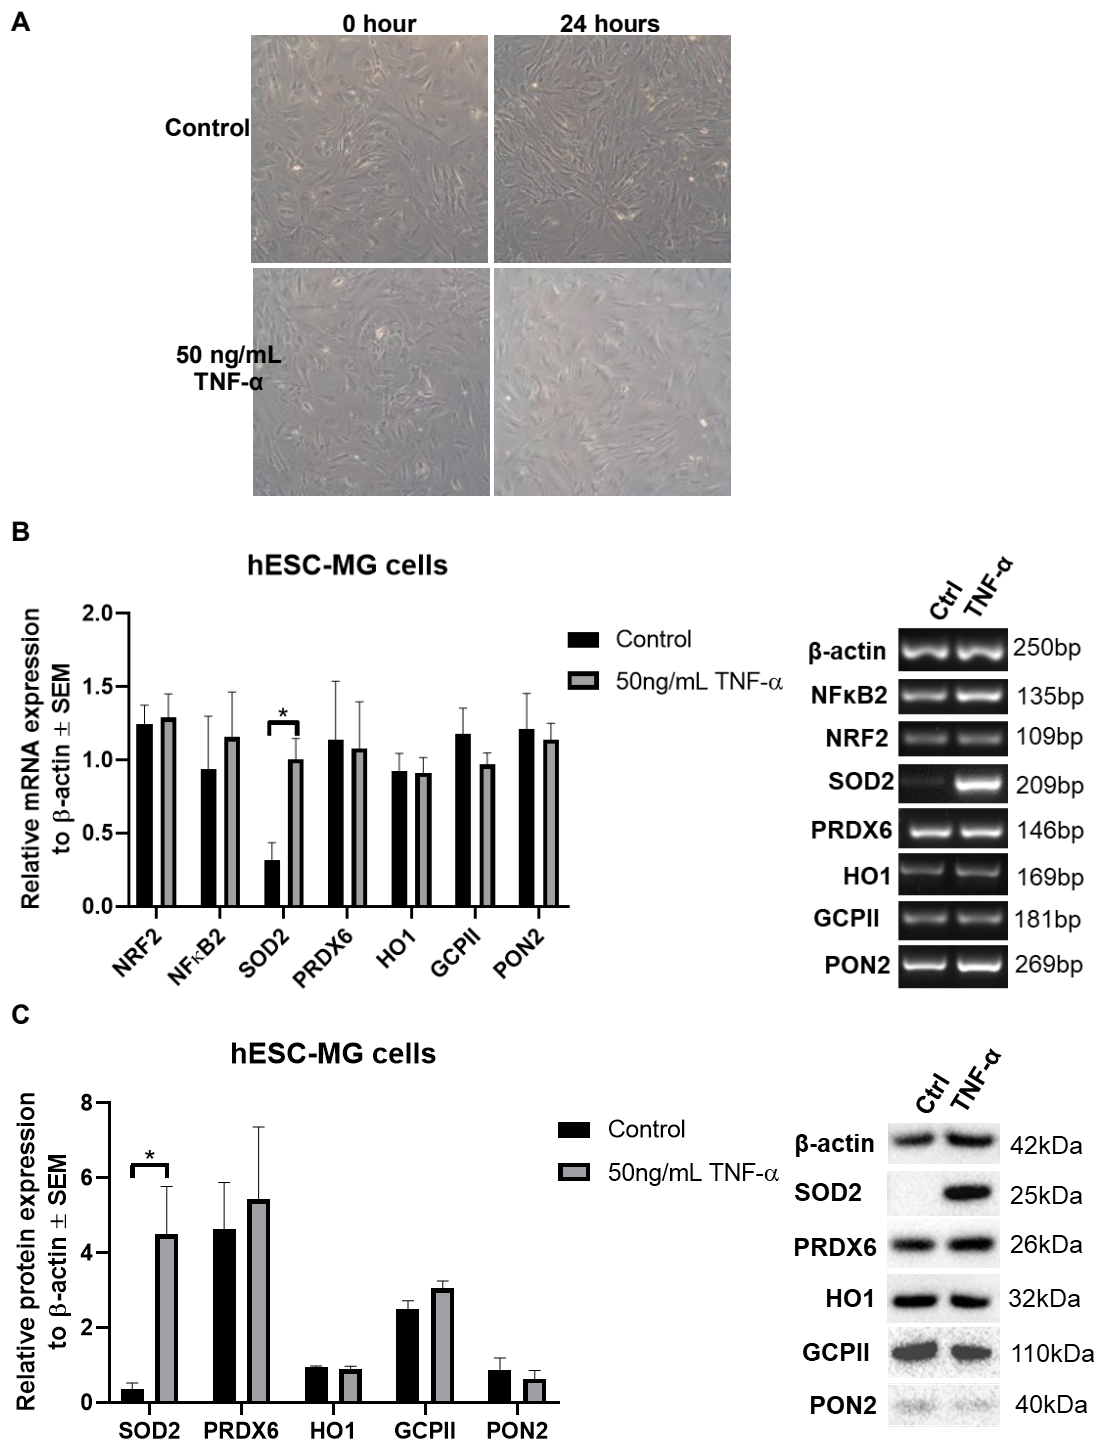 A
0 hour
24 hours
Control
50 ng/mL
TNF-α
B
hESC-MG cells
Relative mRNA expression
to β-actin ± SEM
2.0
1.5
1.0
0.5
0.0
*
NRF2
NFκB2
SOD2
PRDX6
HO1
GCPII
PON2
Control
50ng/mL TNF-α
Ctrl
TNF-α
β-actin 250bp
NFκB2 135bp
NRF2 109bp
SOD2 209bp
PRDX6 146bp
HO1 169bp
GCPII 181bp
PON2 269bp
C
hESC-MG cells
Relative protein expression
to β-actin ± SEM
8
6
4
2
0
*
SOD2 PRDX6 HO1 GCPII PON2
Control
50ng/mL TNF-α
Ctrl
TNF-α
β-actin 42kDa
SOD2 25kDa
PRDX6 26kDa
HO1 32kDa
GCPII 110kDa
PON2 40kDa